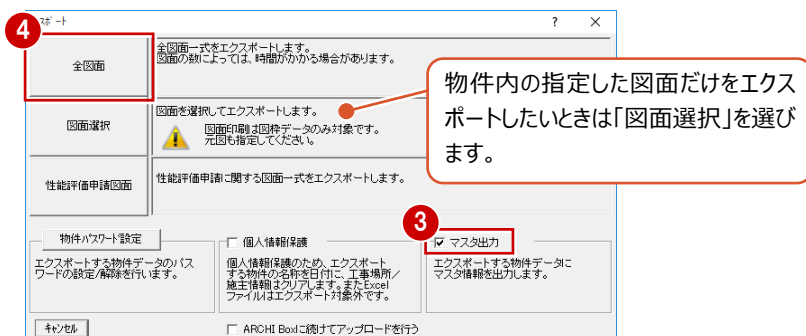 スポート
? ×
4
全図面
全図面一式をエクスポートします。
図面の数によっては、時間がかかる場合があります。
物件内の指定した図面だけをエクス
ポートしたいときは「図面選択」を選び
ます。
図面選択
図面を選択してエクスポートします。
図面印刷は図枠データのみ対象です。
元図も指定してください。
性能評価申請図面
性能評価申請に関する図面一式をエクスポートします。
3
物件パスワード設定
エクスポートする物件データのパス
ワードの設定/解除を行います。
個人情報保護
個人情報保護のため、エクスポート
する物件の名称を日付に、工事場所/
施主情報はクリアします。またExcel
ファイルはエクスポート対象外です。
マスタ出力
エクスポートする物件データに
マスタ情報を出力します。
キャンセル
ARCHI Boxに続けてアップロードを行う